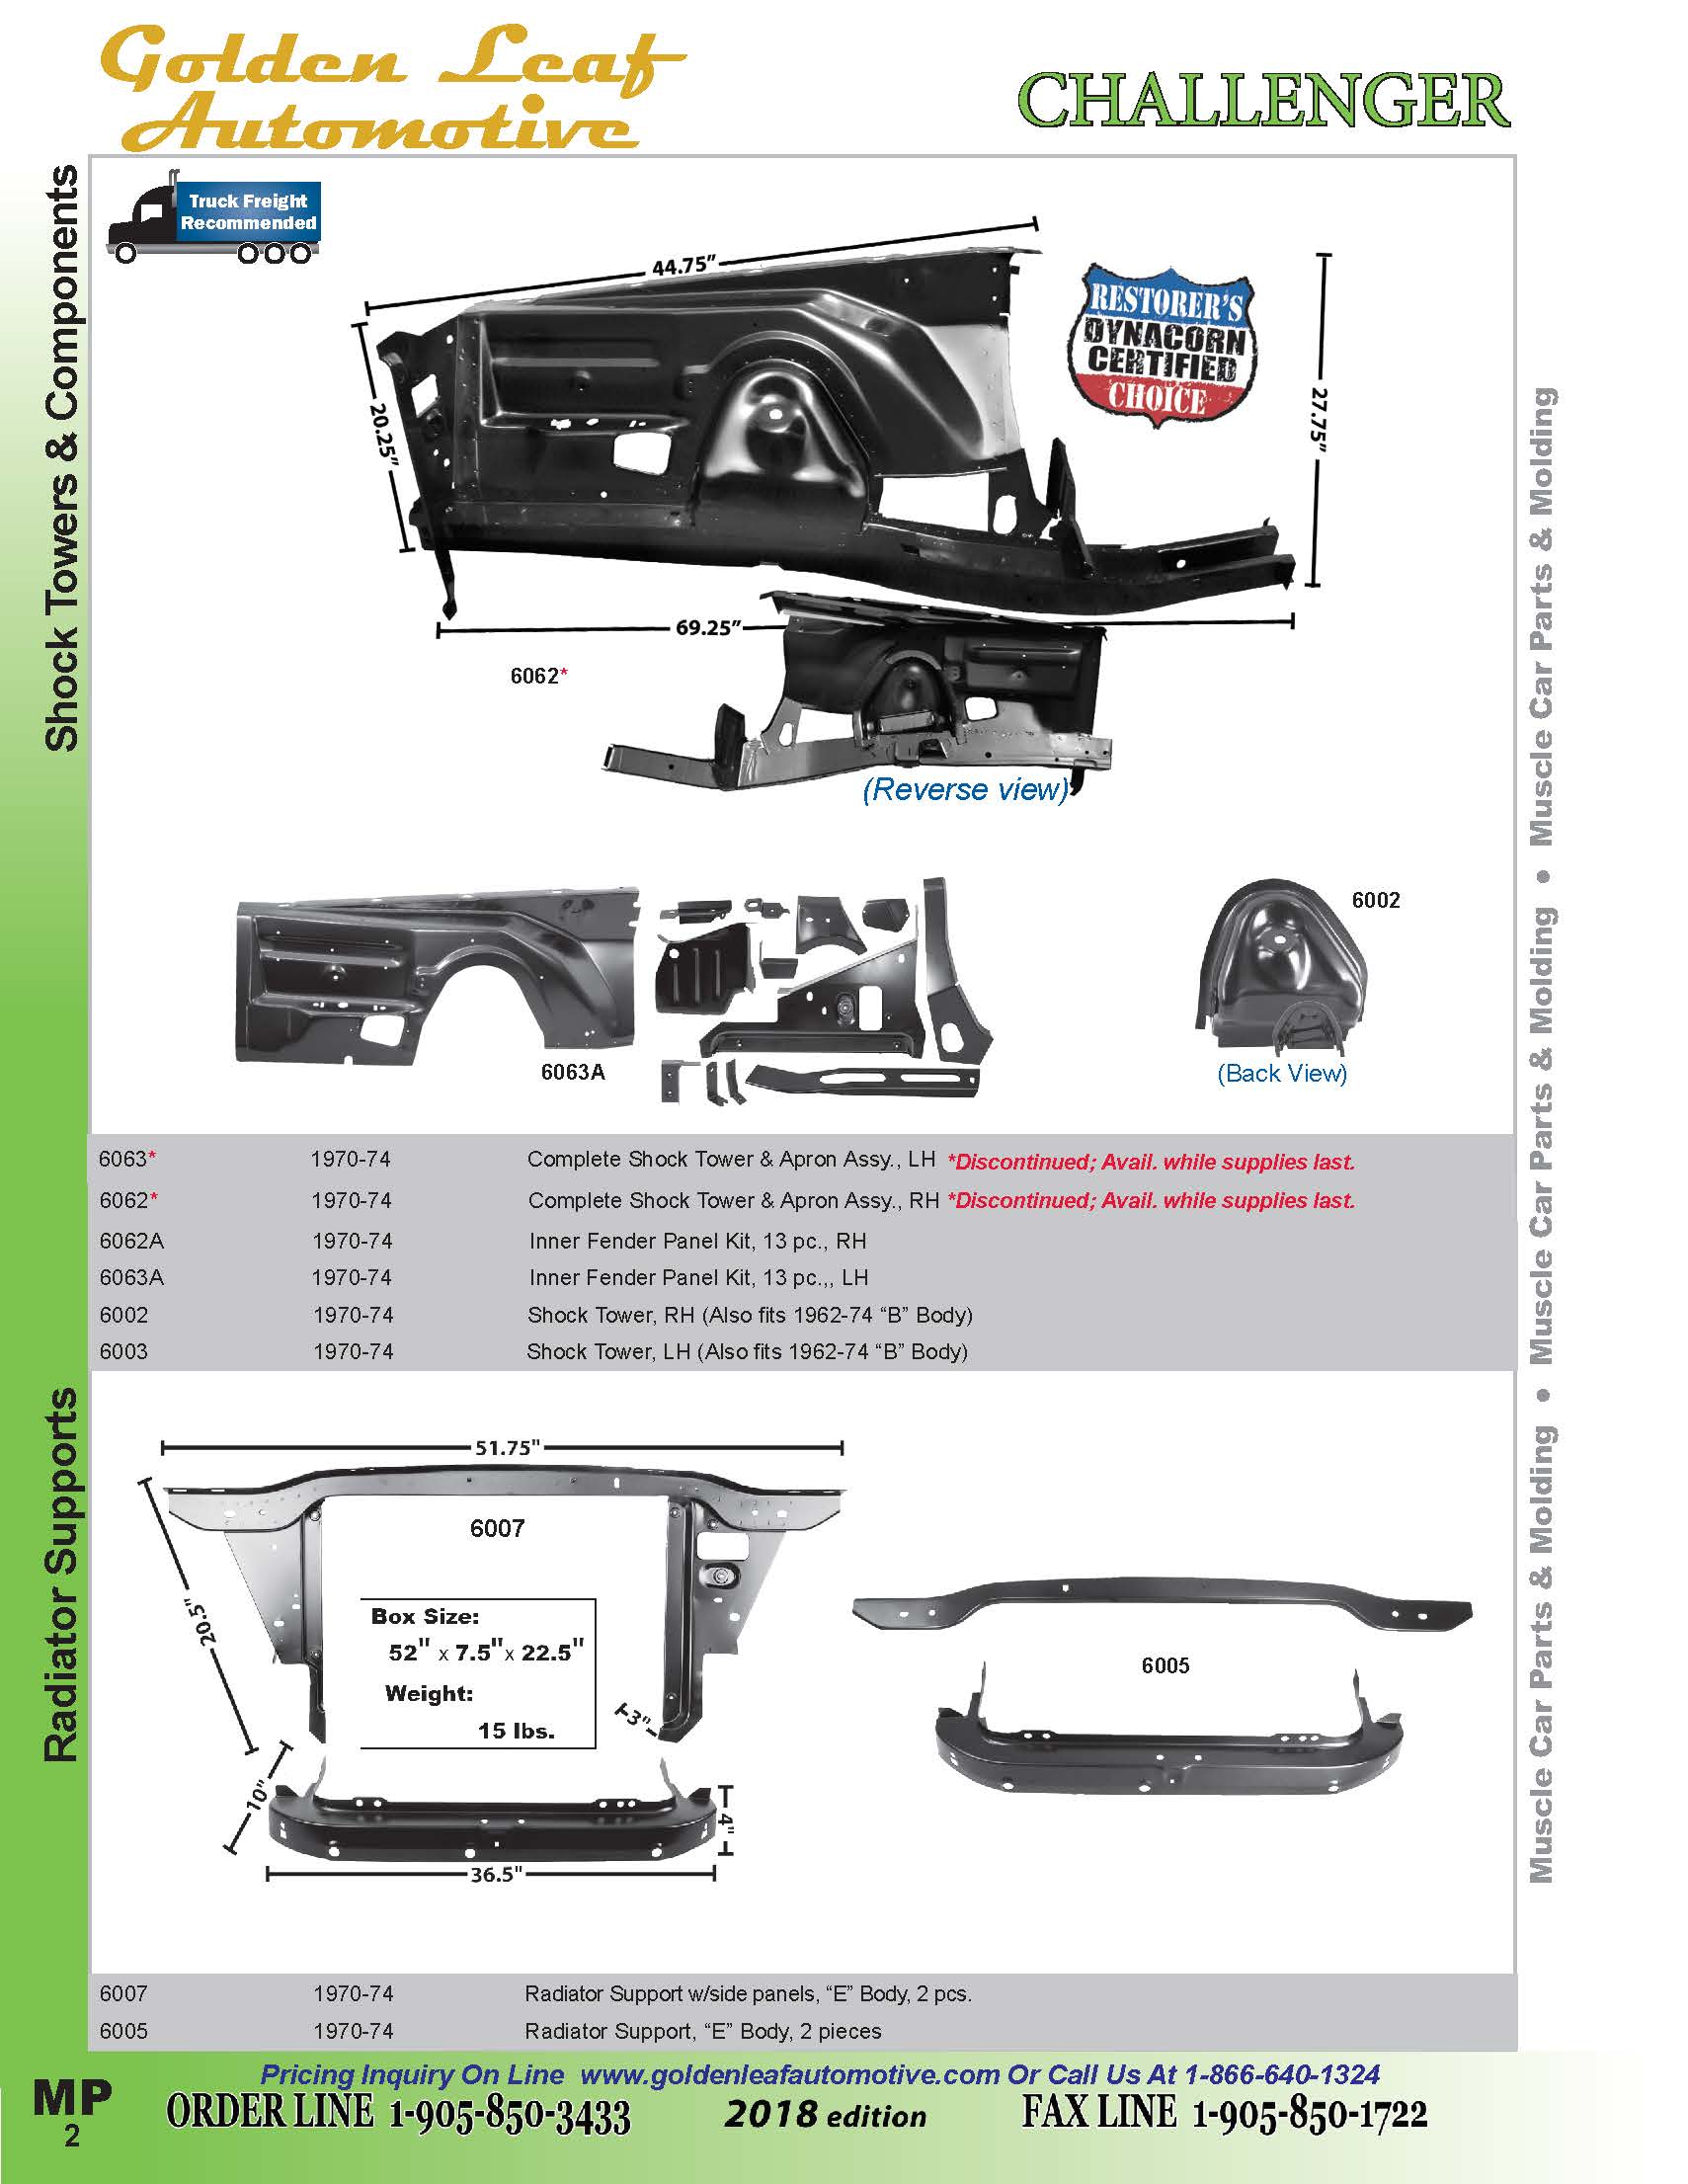 Golden Leaf
Automotive
CHALLENGER
Shock Towers & Components
Truck Freight
Recommended
44.75”
RESTORER'S
DYNACORN
CERTIFIED
CHOICE
20.25”
27.75”
69.25”
6062*
(Reverse view)
6002
6063A
(Back View)
6063* 1970-74 Complete Shock Tower & Apron Assy., LH *Discontinued; Avail. while supplies last.
6062* 1970-74 Complete Shock Tower & Apron Assy., RH *Discontinued; Avail. while supplies last.
6062A 1970-74 Inner Fender Panel Kit, 13 pc., RH
6063A 1970-74 Inner Fender Panel Kit, 13 pc.,, LH
6002 1970-74 Shock Tower, RH (Also fits 1962-74 “B” Body)
6003 1970-74 Shock Tower, LH (Also fits 1962-74 “B” Body)
Radiator Supports
51.75"
6007
20.5"
Box Size:
52" x 7.5"x 22.5"
Weight:
15 lbs.
3"
10"
4"
36.5"
6005
6007 1970-74 Radiator Support w/side panels, “E” Body, 2 pcs.
6005 1970-74 Radiator Support, “E” Body, 2 pieces
Muscle Car Parts & Molding • Muscle Car Parts & Molding • Muscle Car Parts & Molding
Pricing Inquiry On Line www.goldenleafautomotive.com Or Call Us At 1-866-640-1324
MP
2
ORDER LINE 1-905-850-3433 2018 edition FAX LINE 1-905-850-1722